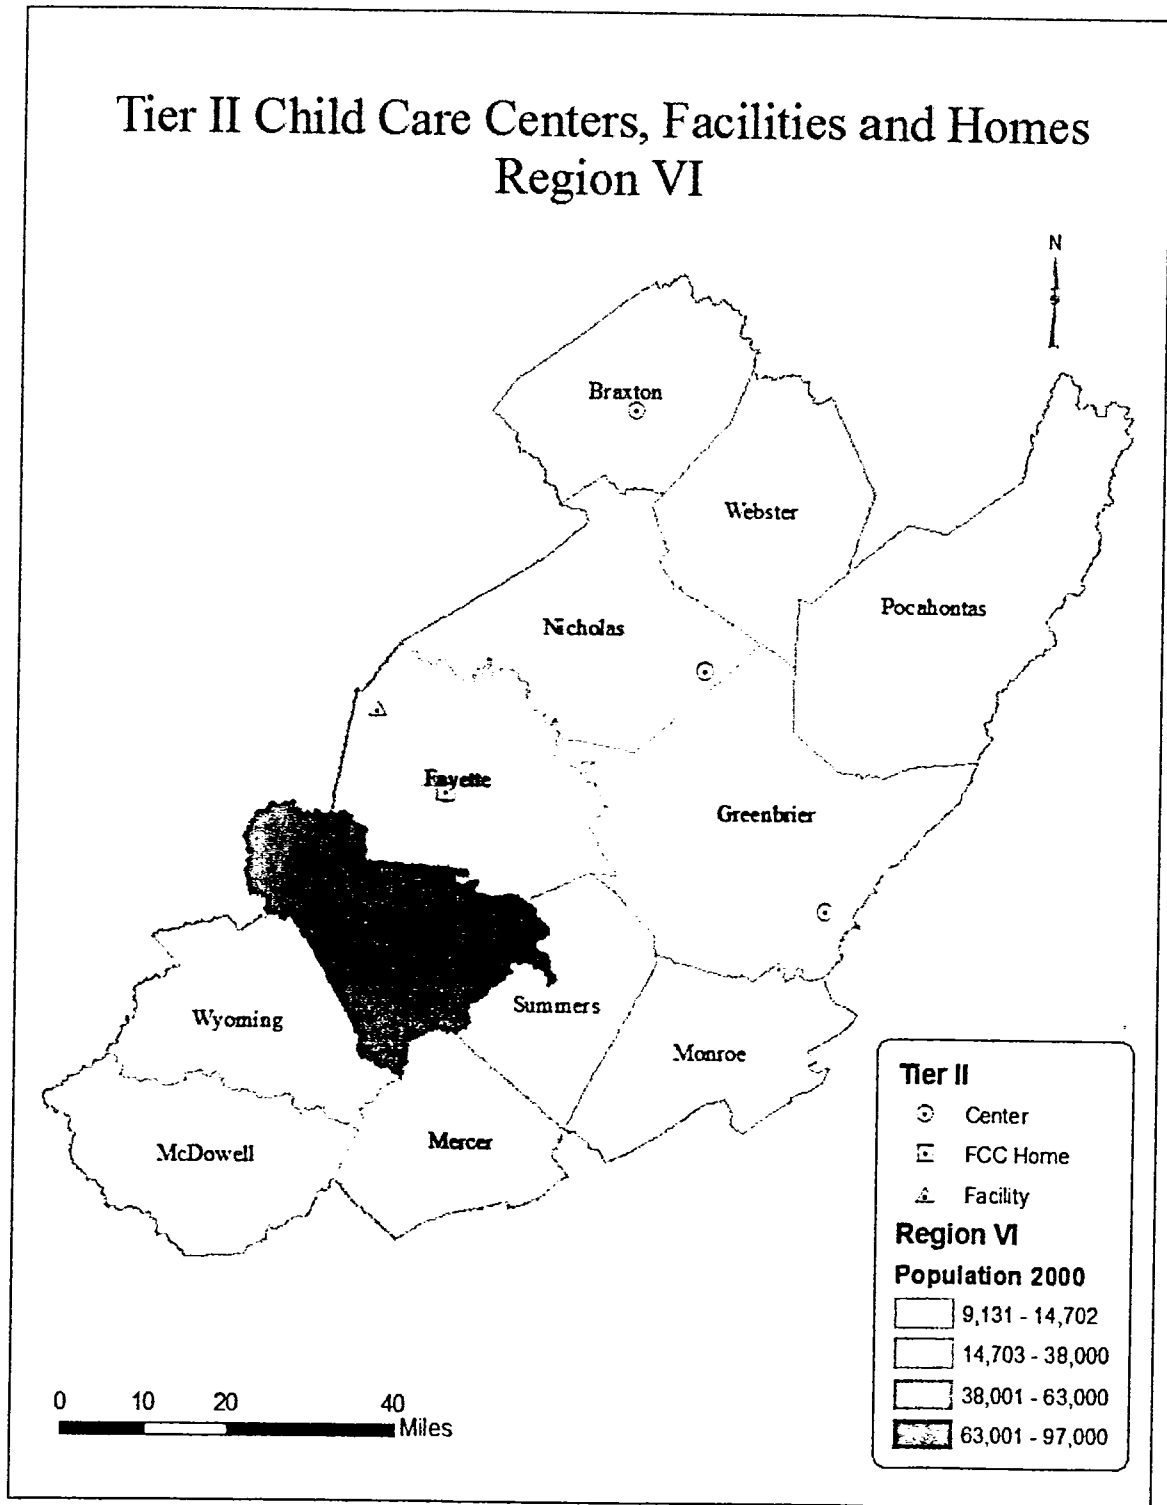 Tier II Child Care Centers, Facilities and Homes
Region VI
N
Braxton
Webster
Pocahontas
Nicholas
Fayette
Greenbrier
Summers
Wyoming
Monroe
McDowell
Mercer
Tier II
Center
FCC Home
Facility
Region VI
Population 2000
9,131 - 14,702
14,703 - 38,000
38,001 - 63,000
63,001 - 97,000
0 10 20 40
Miles